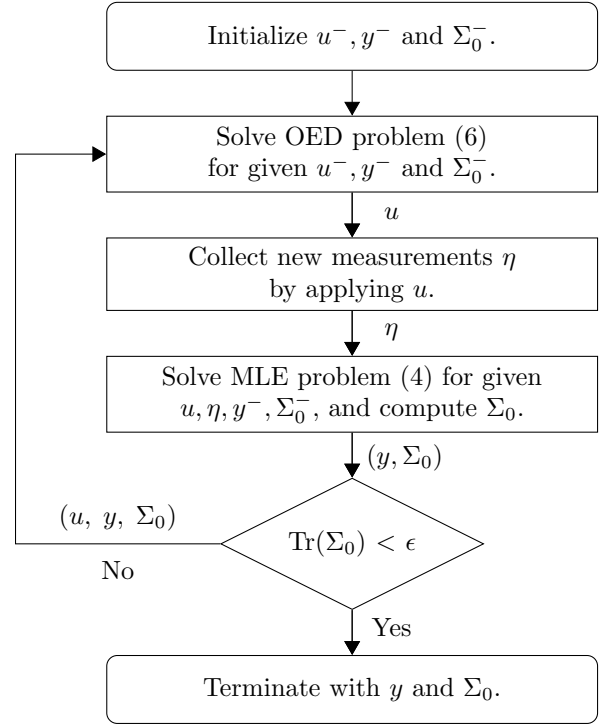 Initialize u⁻, y⁻ and Σ₀⁻.
Solve OED problem (6)
for given u⁻, y⁻ and Σ₀⁻.
u
Collect new measurements η
by applying u.
η
Solve MLE problem (4) for given
u, η, y⁻, Σ₀⁻, and compute Σ₀.
(y, Σ₀)
(u, y, Σ₀)
Tr(Σ₀) < ϵ
No
Yes
Terminate with y and Σ₀.